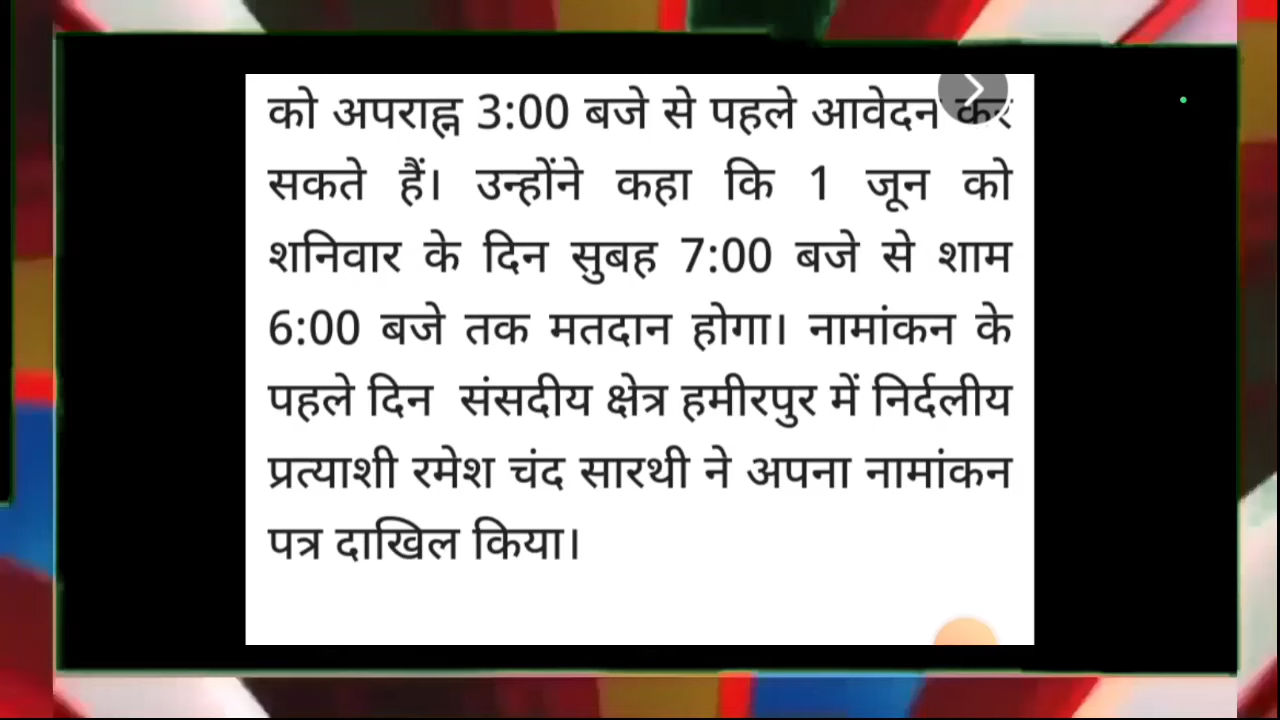 को अपराह्न 3:00 बजे से पहले आवेदन कर
सकते हैं। उन्होंने कहा कि 1 जून को
शनिवार के दिन सुबह 7:00 बजे से शाम
6:00 बजे तक मतदान होगा। नामांकन के
पहले दिन संसदीय क्षेत्र हमीरपुर में निर्दलीय
प्रत्याशी रमेश चंद सारथी ने अपना नामांकन
पत्र दाखिल किया।